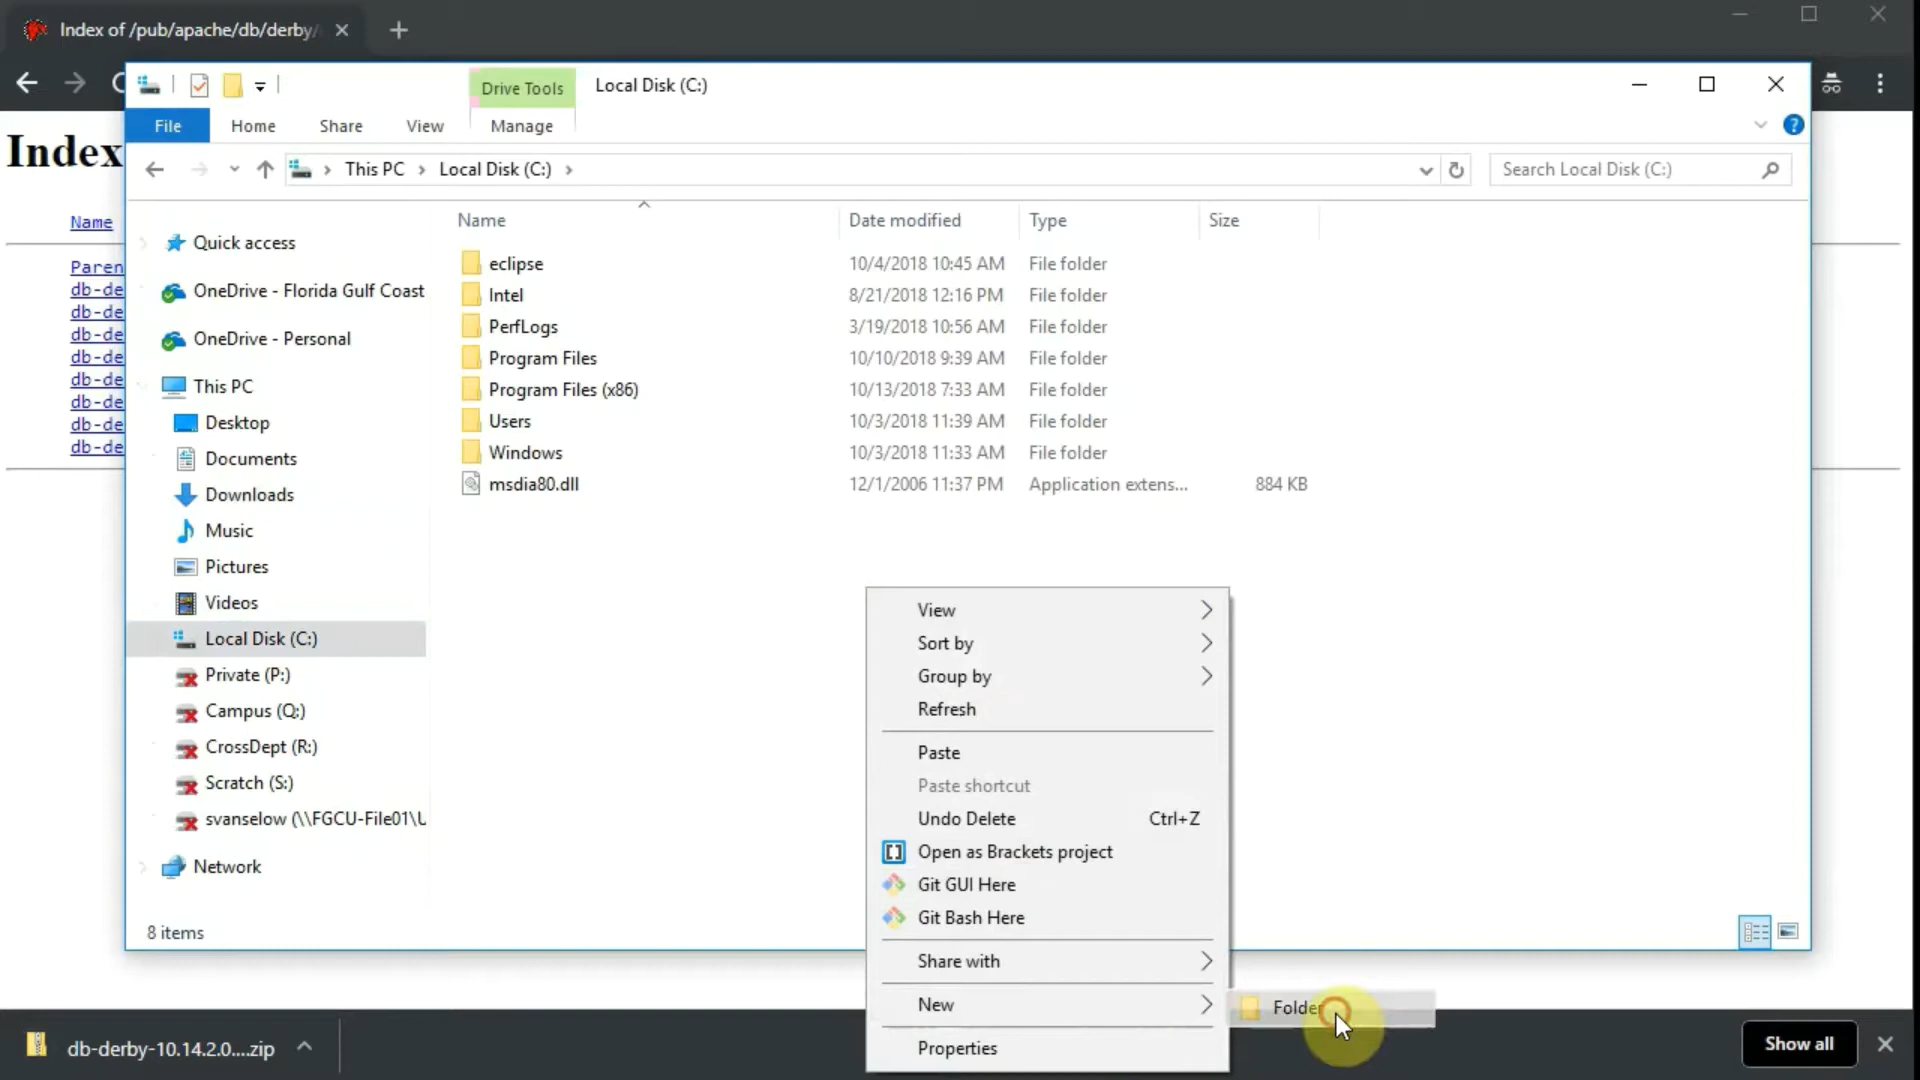 Index of /pub/apache/db/derby/
Drive Tools
Local Disk (C:)
File
Home
Share
View
Manage
This PC
Local Disk (C:)
Search Local Disk (C:)
Index
Name
Paren
db-de
db-de
db-de
db-de
db-de
db-de
db-de
db-de
Quick access
OneDrive - Florida Gulf Coast
OneDrive - Personal
This PC
Desktop
Documents
Downloads
Music
Pictures
Videos
Local Disk (C:)
Private (P:)
Campus (Q:)
CrossDept (R:)
Scratch (S:)
svanselow (\\FGCU-File01\U
Network
Name Date modified Type Size
eclipse 10/4/2018 10:45 AM File folder
Intel 8/21/2018 12:16 PM File folder
PerfLogs 3/19/2018 10:56 AM File folder
Program Files 10/10/2018 9:39 AM File folder
Program Files (x86) 10/13/2018 7:33 AM File folder
Users 10/3/2018 11:39 AM File folder
Windows 10/3/2018 11:33 AM File folder
msdia80.dll 12/1/2006 11:37 PM Application extens... 884 KB
View
Sort by
Group by
Refresh
Paste
Paste shortcut
Undo Delete Ctrl+Z
Open as Brackets project
Git GUI Here
Git Bash Here
Share with
New
Folder
Properties
8 items
db-derby-10.14.2.0....zip
Show all